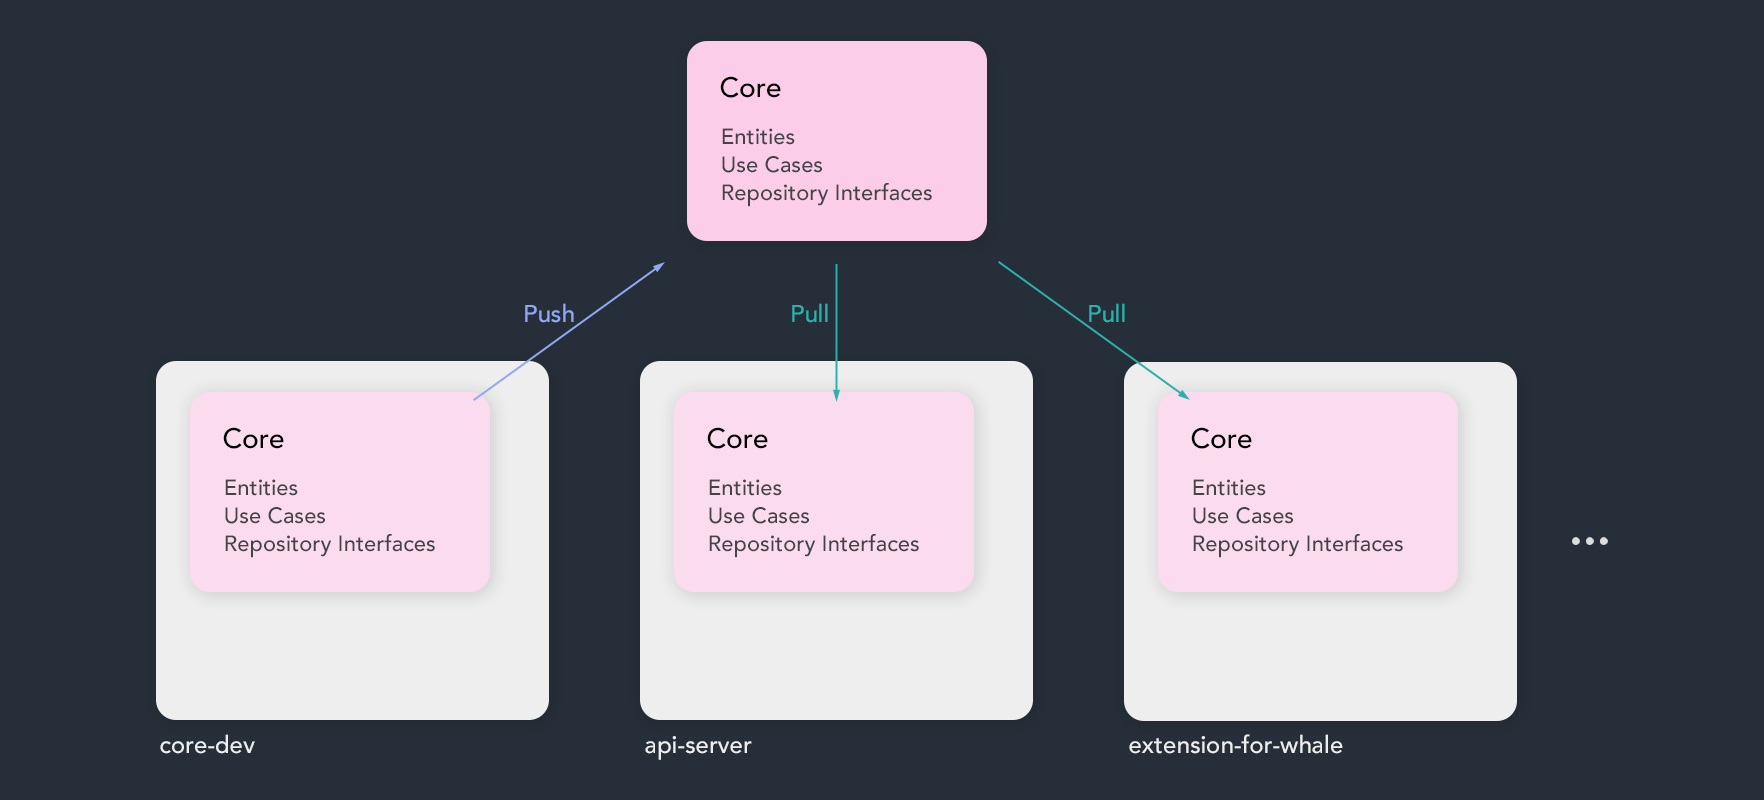 Core
Entities
Use Cases
Repository Interfaces
Push
Pull
Pull
Core
Entities
Use Cases
Repository Interfaces
core-dev
Core
Entities
Use Cases
Repository Interfaces
api-server
Core
Entities
Use Cases
Repository Interfaces
extension-for-whale
...